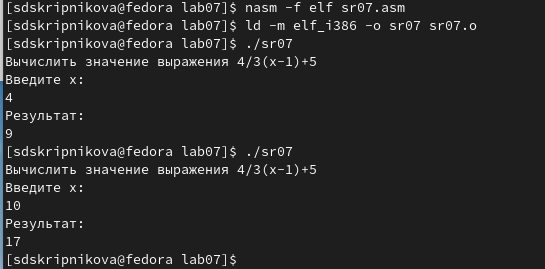 [sdskripnikova@fedora lab07]$ nasm -f elf sr07.asm
[sdskripnikova@fedora lab07]$ ld -m elf_i386 -o sr07 sr07.o
[sdskripnikova@fedora lab07]$ ./sr07
Вычислить значение выражения 4/3(x-1)+5
Введите x:
4
Результат:
9
[sdskripnikova@fedora lab07]$ ./sr07
Вычислить значение выражения 4/3(x-1)+5
Введите x:
10
Результат:
17
[sdskripnikova@fedora lab07]$